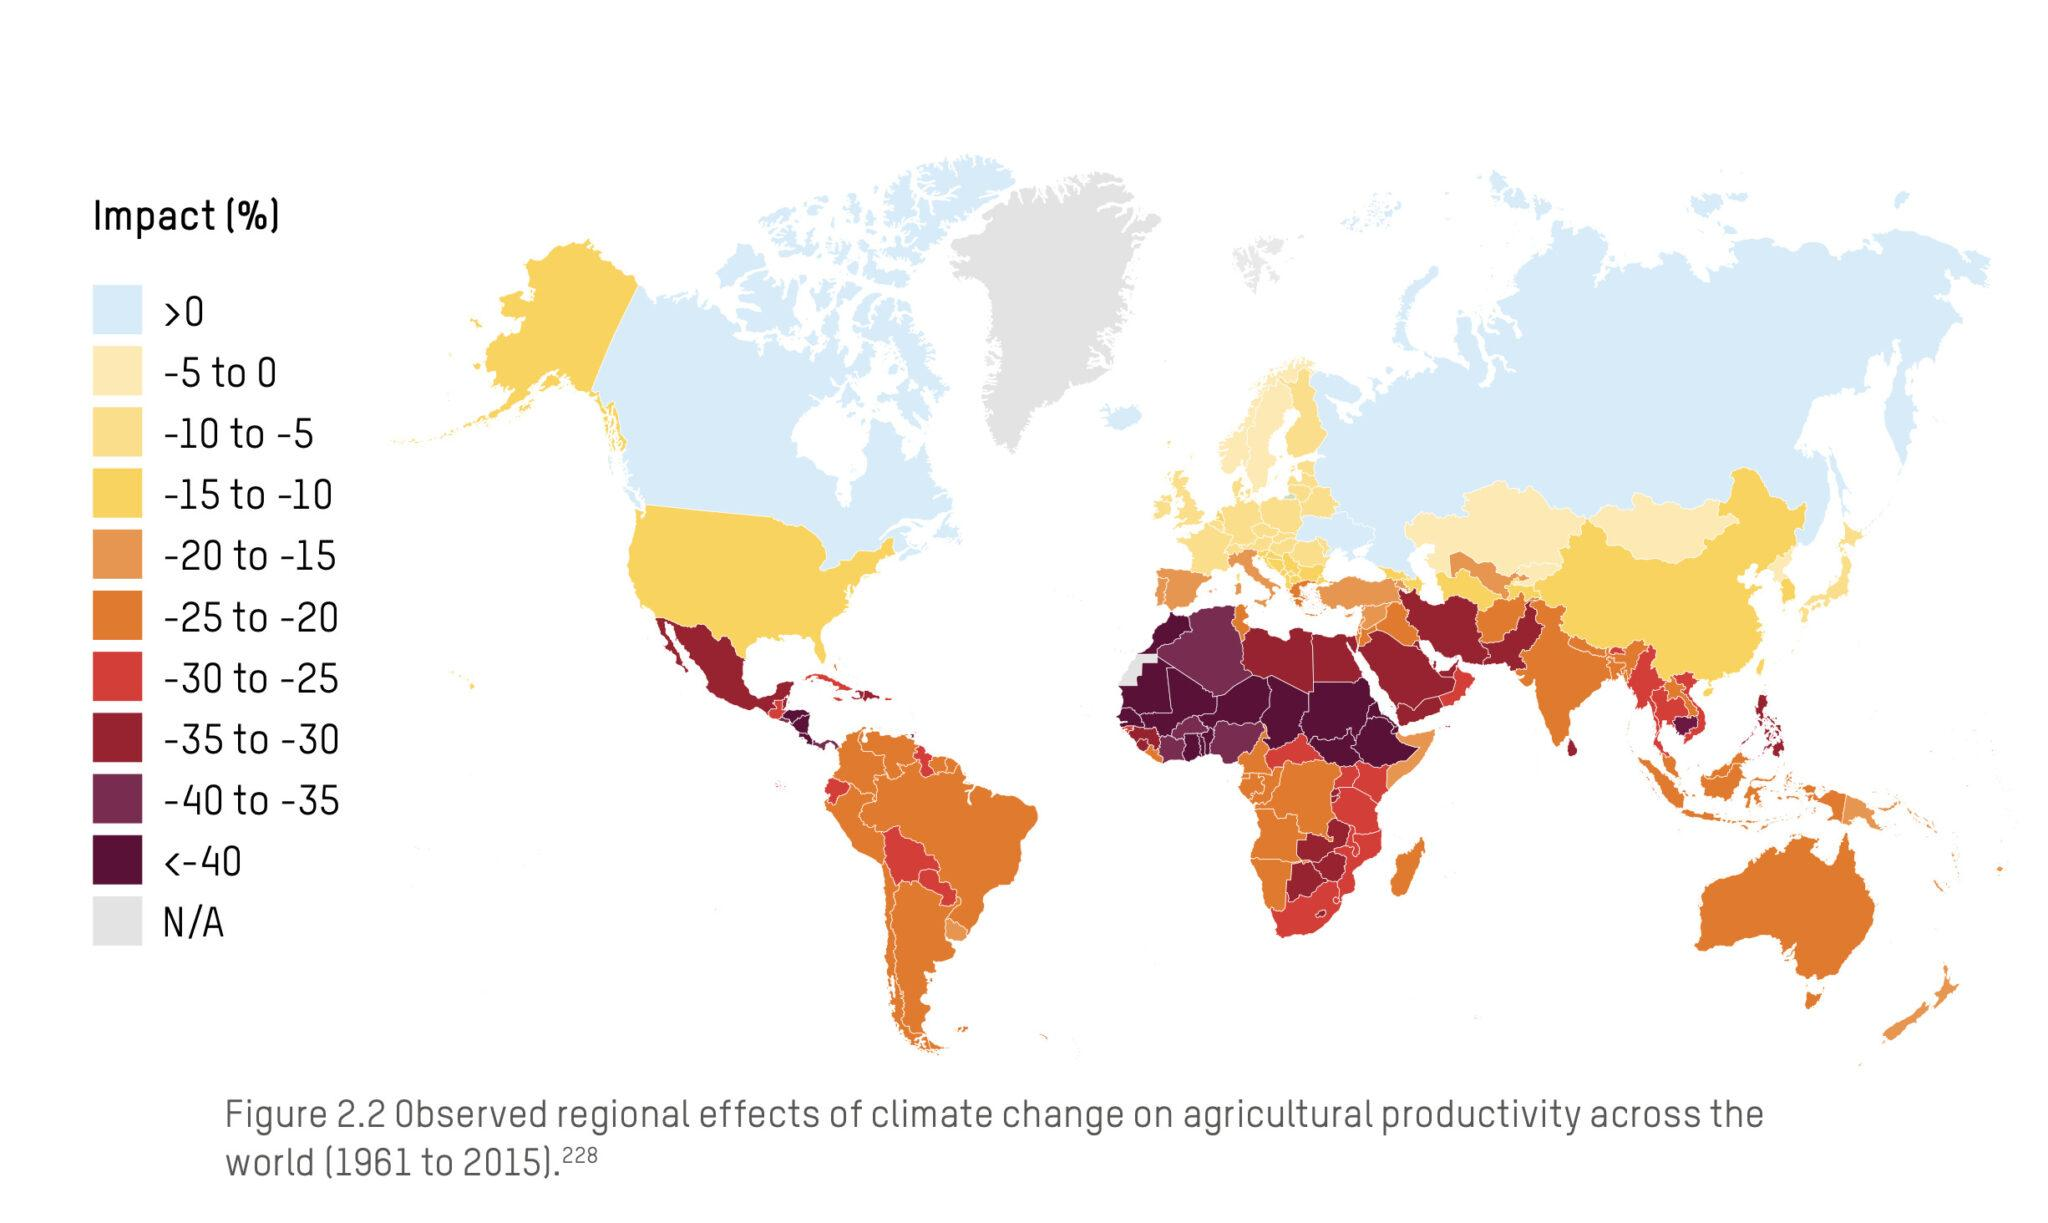 Impact (%)
>0
-5 to 0
-10 to -5
-15 to -10
-20 to -15
-25 to -20
-30 to -25
-35 to -30
-40 to -35
<-40
N/A
Figure 2.2 Observed regional effects of climate change on agricultural productivity across the
world (1961 to 2015).²²⁸